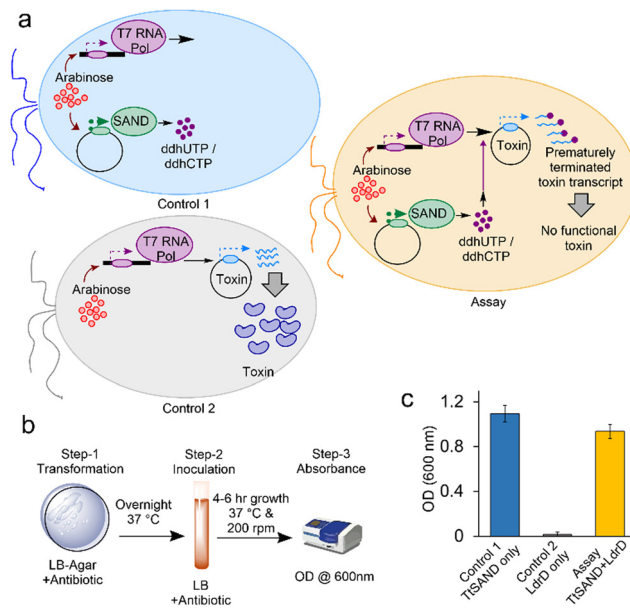 a
T7 RNA
Pol
Arabinose
SAND
ddhUTP /
ddhCTP
Control 1
T7 RNA
Pol
Arabinose
Toxin
Toxin
Control 2
T7 RNA
Pol
Toxin
Arabinose
SAND
ddhUTP /
ddhCTP
Prematurely
terminated
toxin transcript
No functional
toxin
Assay
b
Step-1
Transformation
LB-Agar
+Antibiotic
Overnight
37 °C
Step-2
Inoculation
LB
+Antibiotic
4-6 hr growth
37 °C &
200 rpm
Step-3
Absorbance
OD @ 600nm
c
OD (600 nm)
1.2
0.8
0.4
0
Control 1
TtSAND only
Control 2
LdrD only
Assay
TtSAND+LdrD